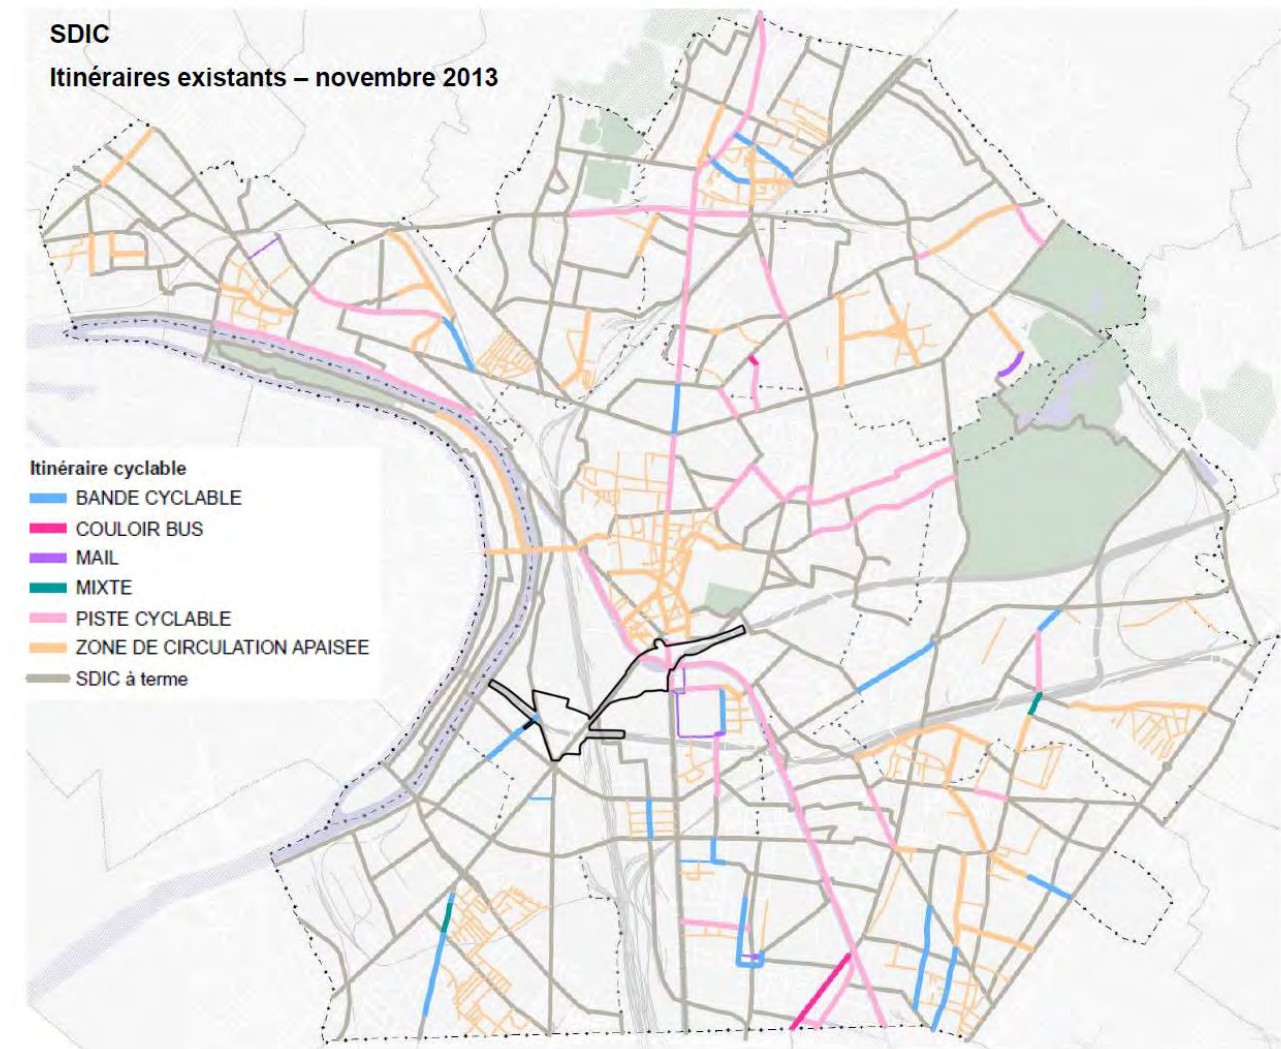 SDIC
Itinéraires existants – novembre 2013
Itinéraire cyclable
BANDE CYCLABLE
COULOIR BUS
MAIL
MIXTE
PISTE CYCLABLE
ZONE DE CIRCULATION APAISEE
SDIC à terme